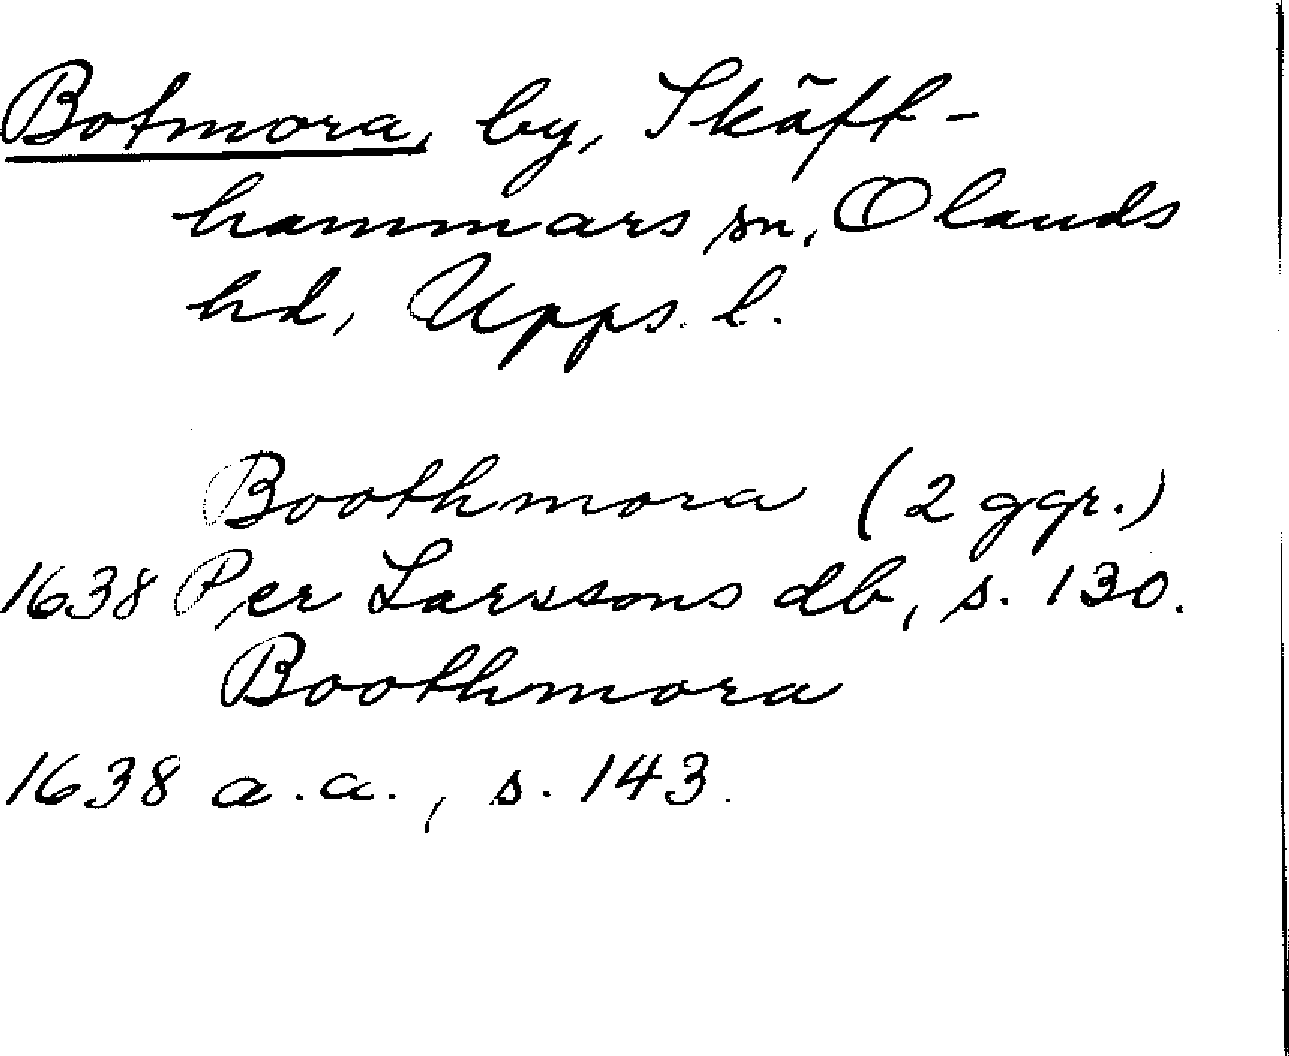 Botmora, by, Skäft-
hammars sn, Olands
hd, Upps. l.
Boothmora (2 ggr.)
1638 Per Larssons db, s. 130.
Boothmora
1638 a.a., s. 143.